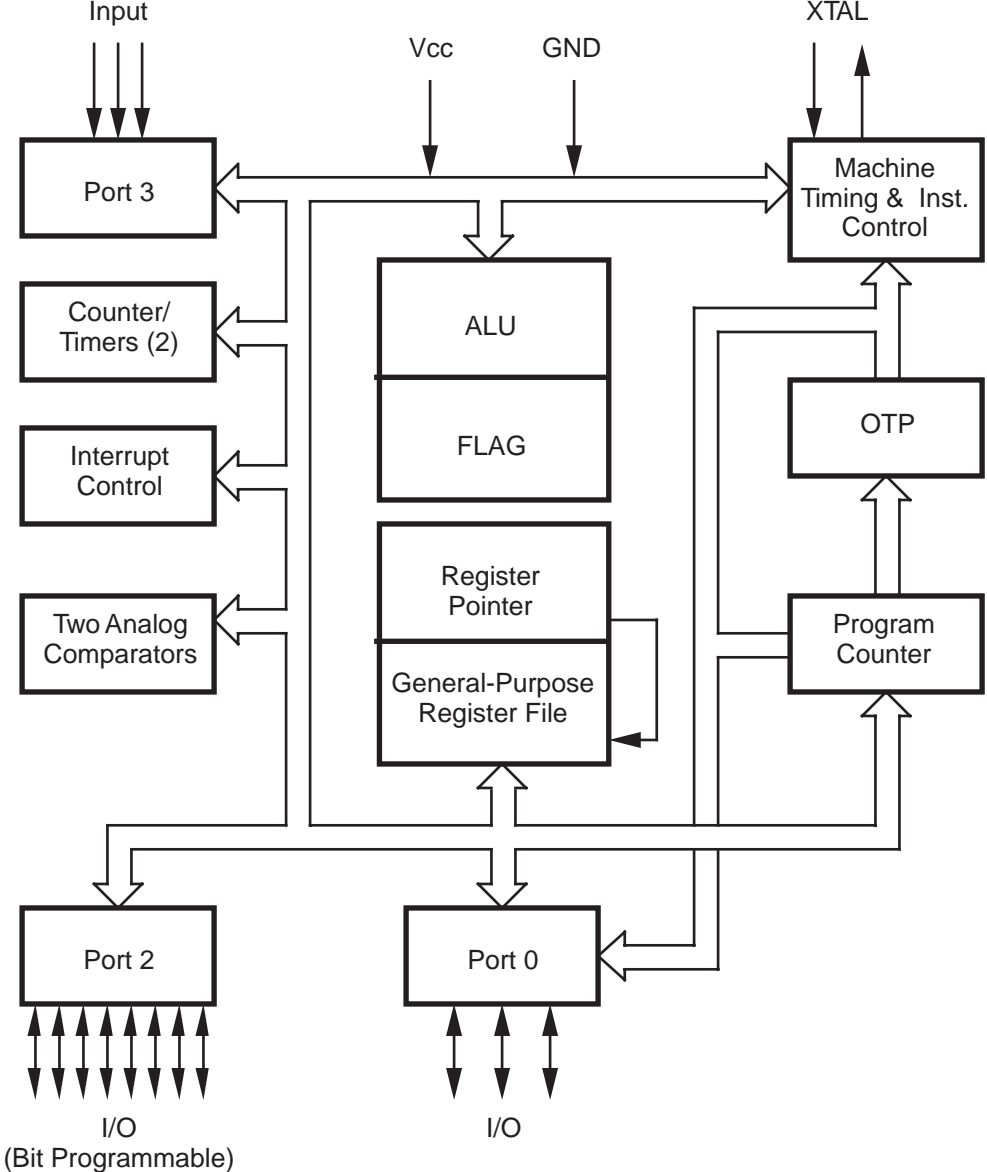 Input
XTAL
Vcc
GND
Port 3
Machine
Timing & Inst.
Control
Counter/
Timers (2)
ALU
OTP
FLAG
Interrupt
Control
Register
Pointer
Two Analog
Comparators
Program
Counter
General-Purpose
Register File
Port 2
Port 0
I/O
(Bit Programmable)
I/O